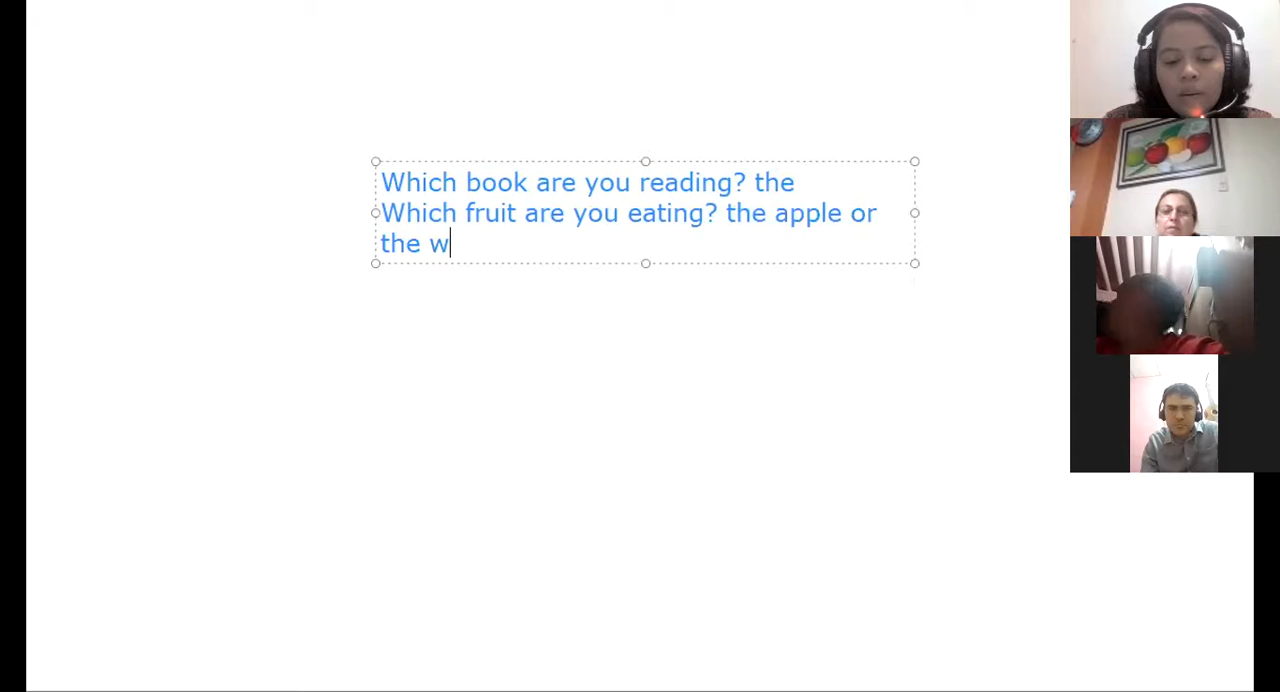 Which book are you reading? the
Which fruit are you eating? the apple or
the w